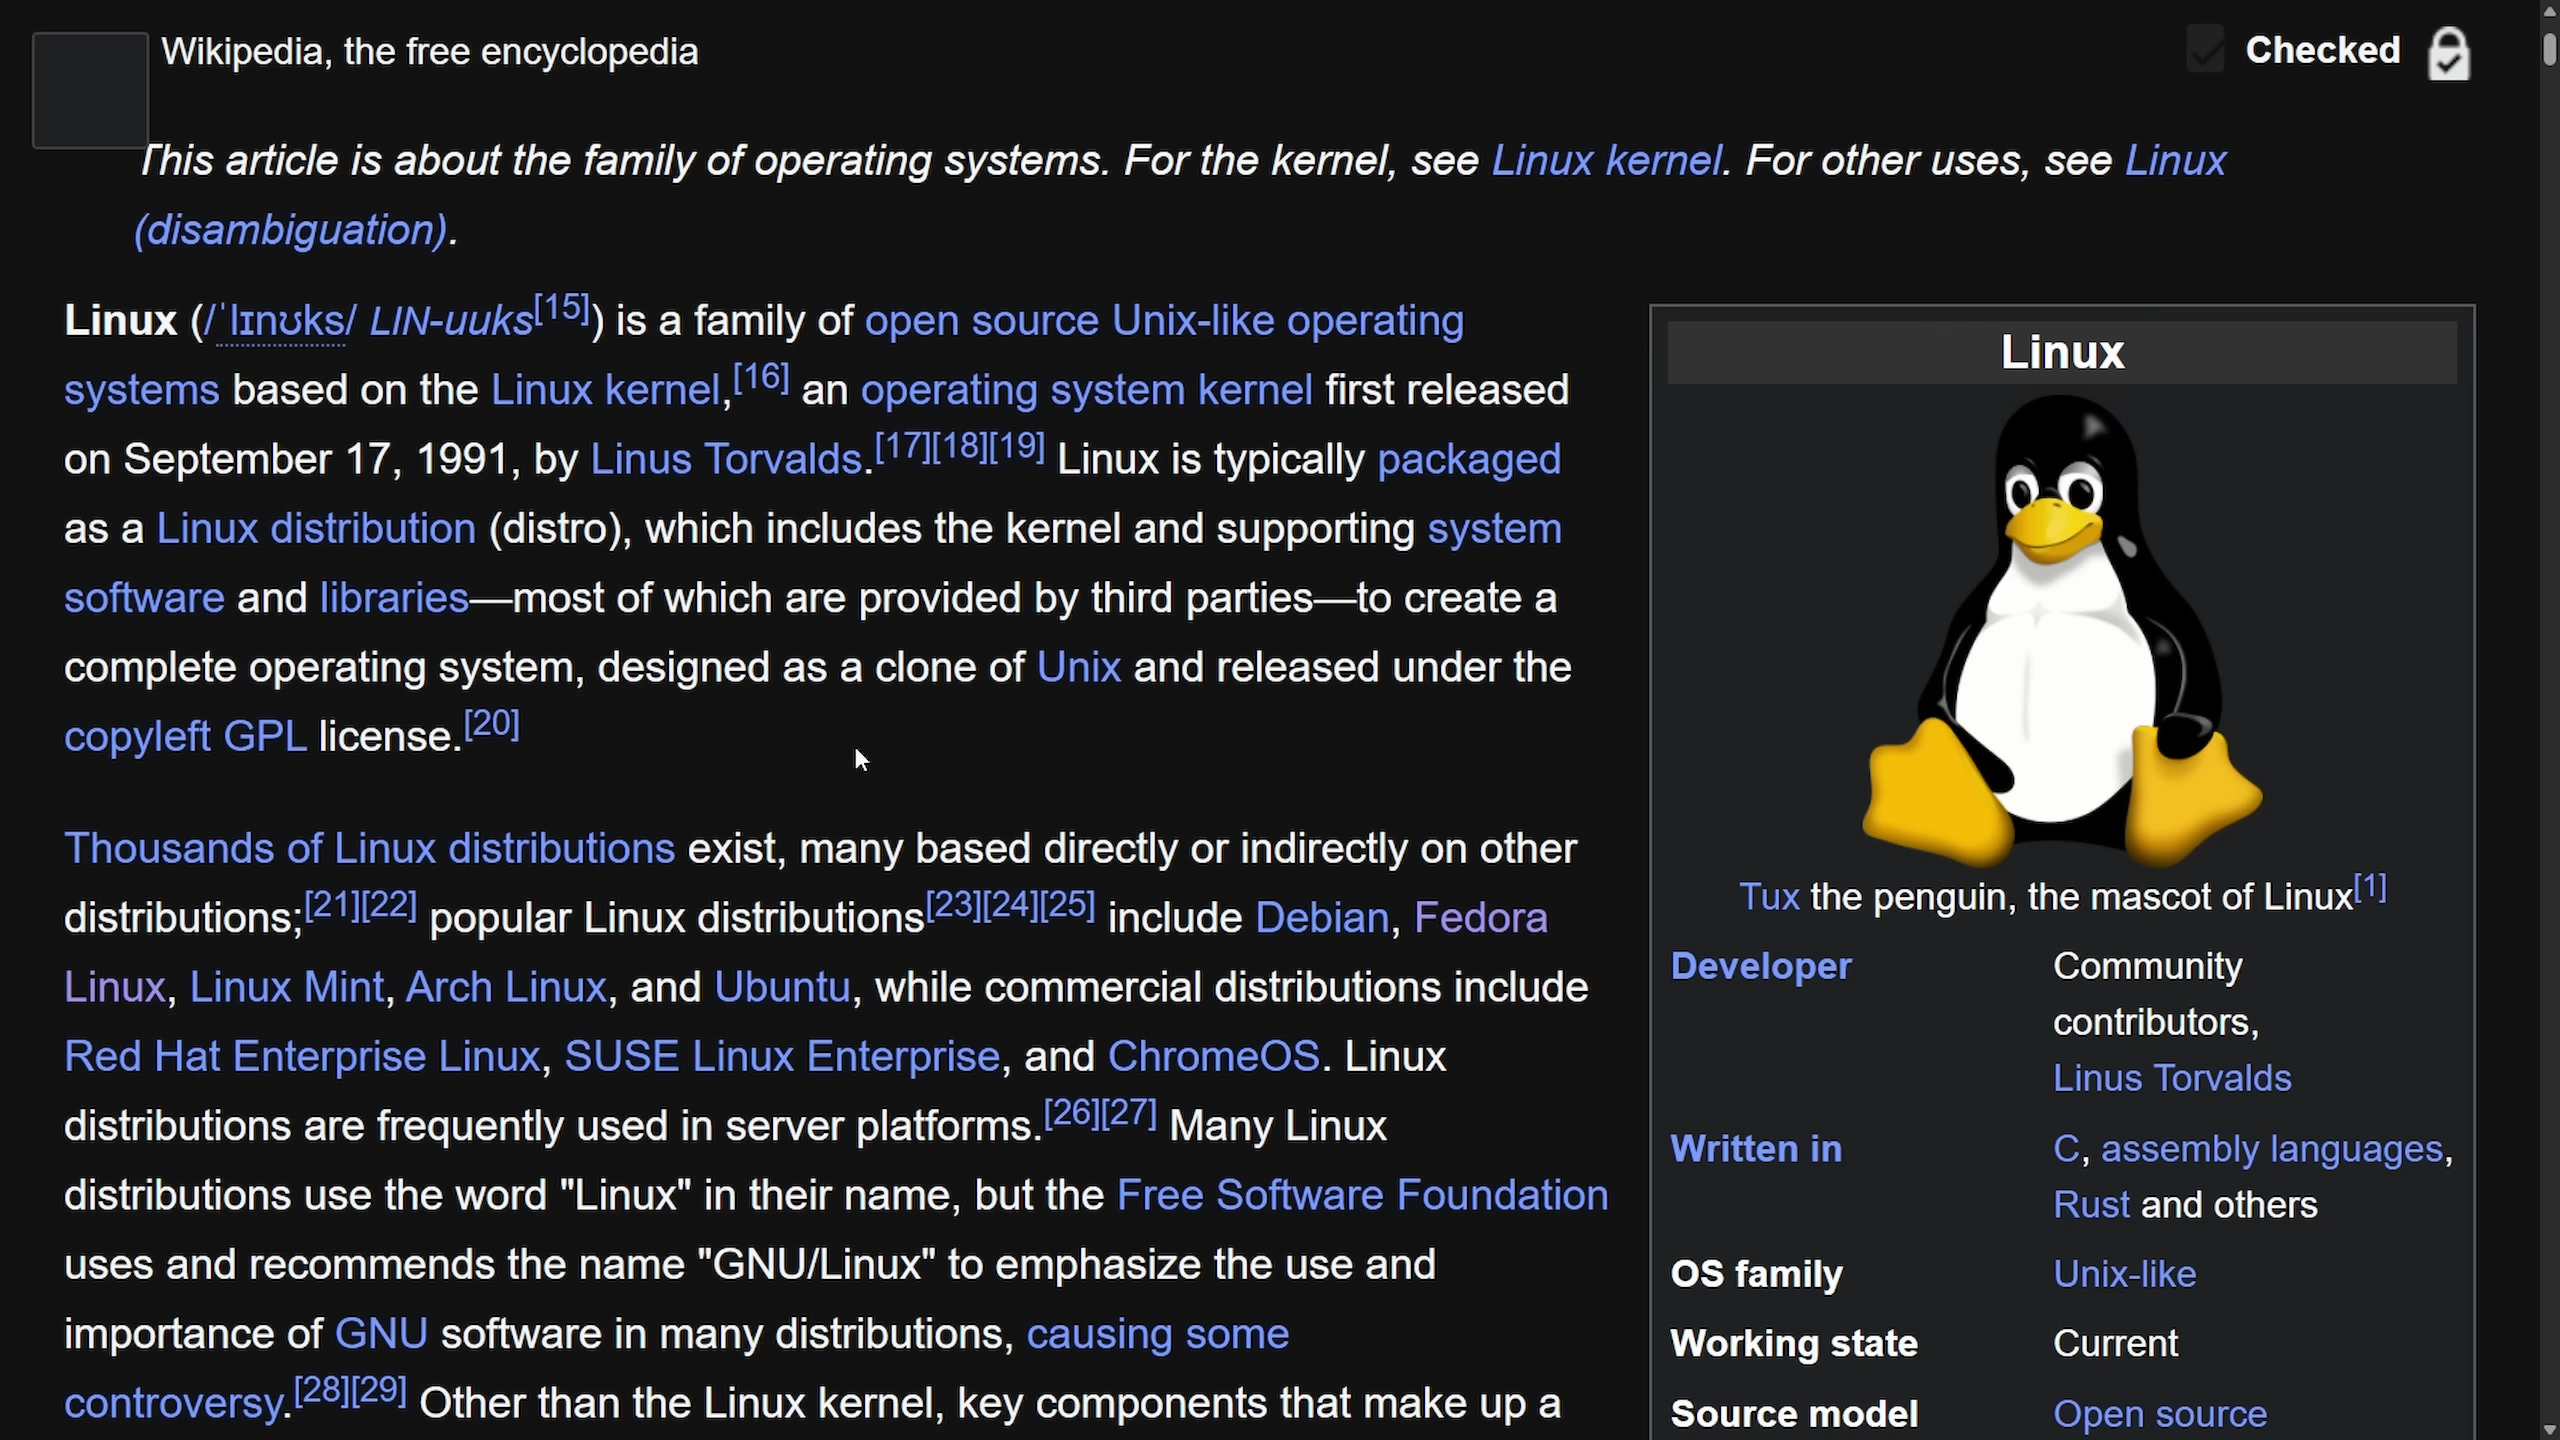 Wikipedia, the free encyclopedia
Checked
This article is about the family of operating systems. For the kernel, see Linux kernel. For other uses, see Linux
(disambiguation).
Linux (/ˈlɪnʊks/ LIN-uuks[15]) is a family of open source Unix-like operating
systems based on the Linux kernel,[16] an operating system kernel first released
on September 17, 1991, by Linus Torvalds.[17][18][19] Linux is typically packaged
as a Linux distribution (distro), which includes the kernel and supporting system
software and libraries—most of which are provided by third parties—to create a
complete operating system, designed as a clone of Unix and released under the
copyleft GPL license.[20]
Thousands of Linux distributions exist, many based directly or indirectly on other
distributions;[21][22] popular Linux distributions[23][24][25] include Debian, Fedora
Linux, Linux Mint, Arch Linux, and Ubuntu, while commercial distributions include
Red Hat Enterprise Linux, SUSE Linux Enterprise, and ChromeOS. Linux
distributions are frequently used in server platforms.[26][27] Many Linux
distributions use the word "Linux" in their name, but the Free Software Foundation
uses and recommends the name "GNU/Linux" to emphasize the use and
importance of GNU software in many distributions, causing some
controversy.[28][29] Other than the Linux kernel, key components that make up a
Linux
Tux the penguin, the mascot of Linux[1]
Developer Community
contributors,
Linus Torvalds
Written in C, assembly languages,
Rust and others
OS family Unix-like
Working state Current
Source model Open source